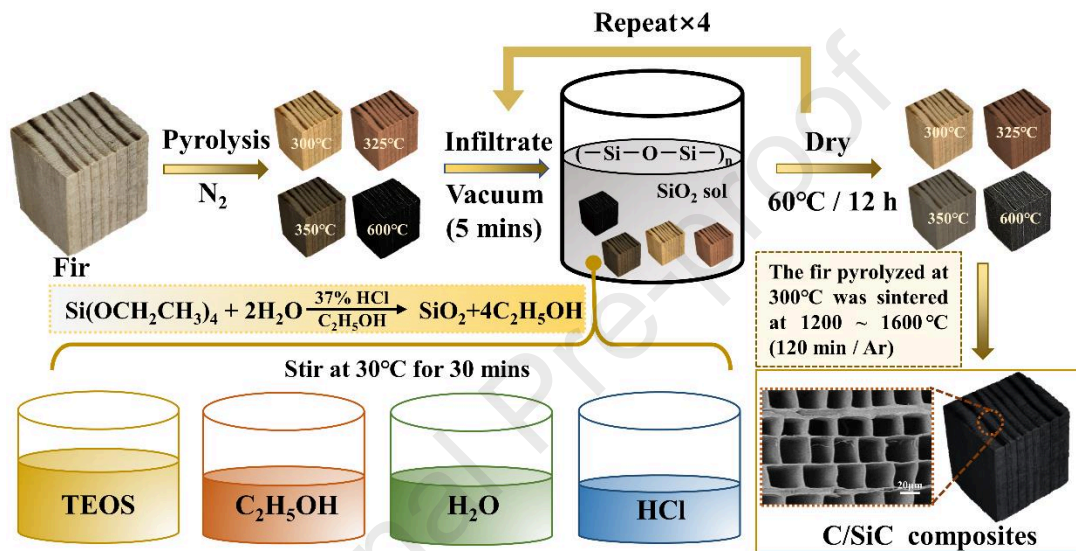 Repeat×4
Pyrolysis
N₂
300℃
325℃
350℃
600℃
Infiltrate
Vacuum
(5 mins)
(—Si—O—Si—)ₙ
SiO₂ sol
Dry
60℃ / 12 h
300℃
325℃
350℃
600℃
Fir
Si(OCH₂CH₃)₄ + 2H₂O 37% HCl C₂H₅OH → SiO₂+4C₂H₅OH
The fir pyrolyzed at
300℃ was sintered
at 1200 ~ 1600℃
(120 min / Ar)
Stir at 30℃ for 30 mins
TEOS
C₂H₅OH
H₂O
HCl
20μm
C/SiC composites
nal Pre-proof